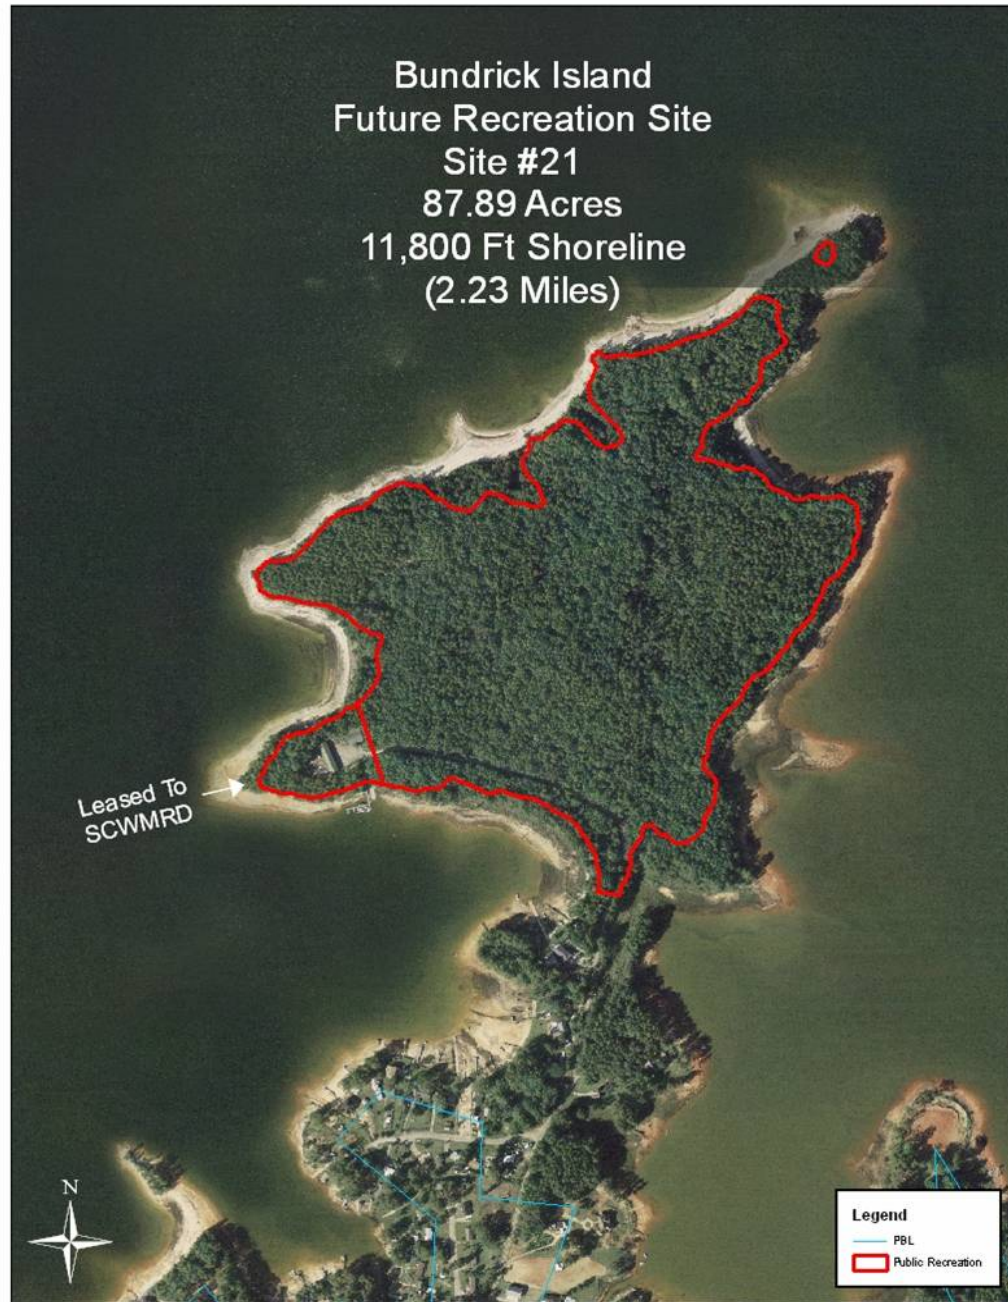 Bundrick Island
Future Recreation Site
Site #21
87.89 Acres
11,800 Ft Shoreline
(2.23 Miles)
Leased To
SCWMRD
N
Legend
PBL
Public Recreation